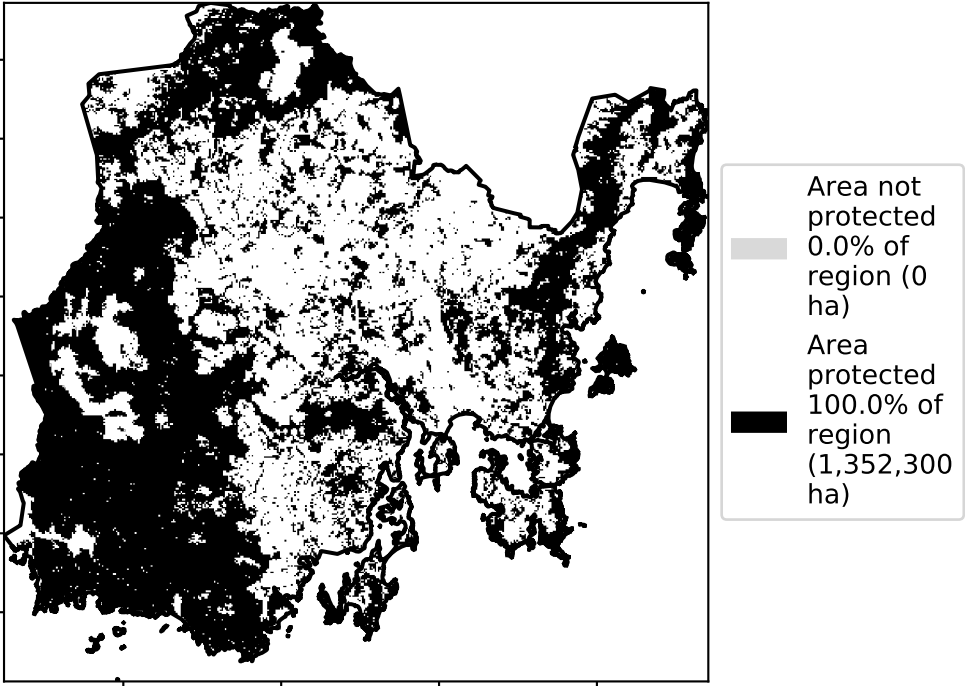 Area not
protected
0.0% of
region (0
ha)
Area
protected
100.0% of
region
(1,352,300
ha)